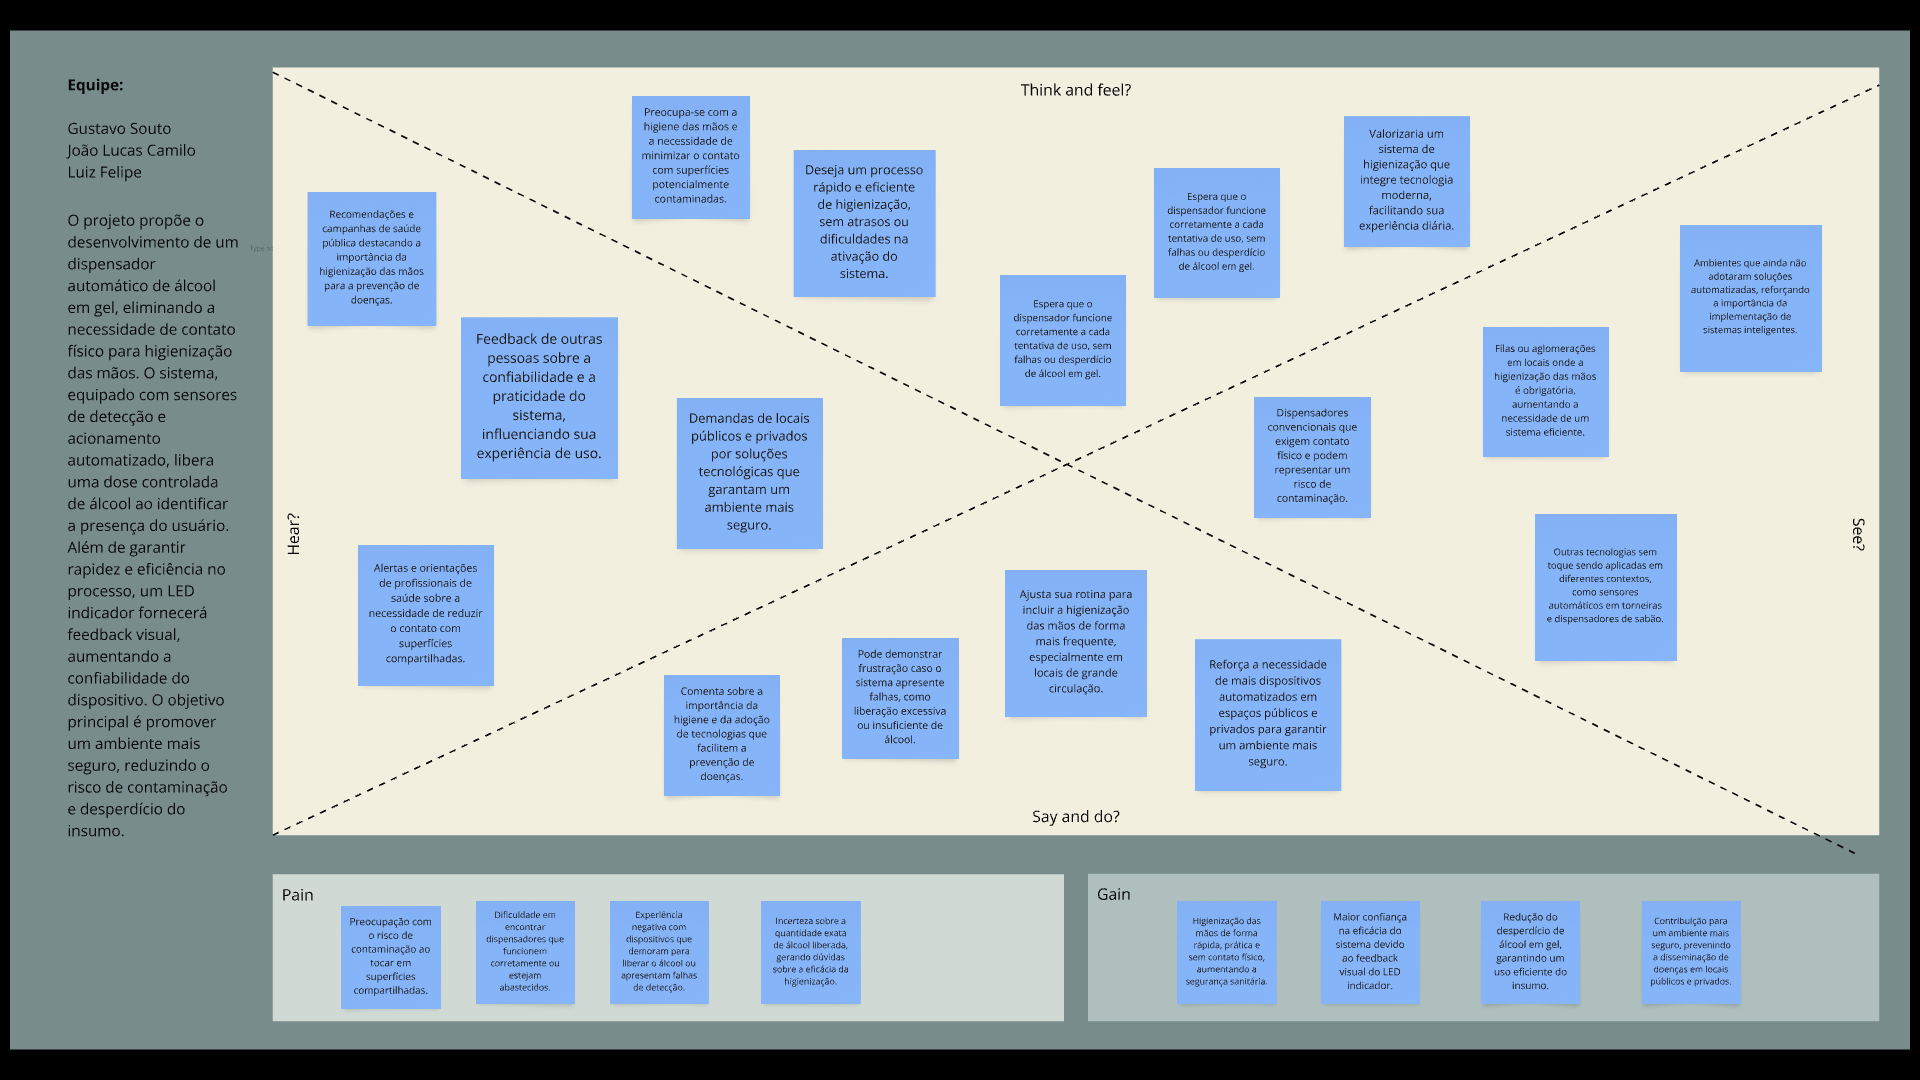 Equipe:
Gustavo Souto
João Lucas Camilo
Luiz Felipe
O projeto propõe o
desenvolvimento de um
dispensador
automático de álcool
em gel, eliminando a
necessidade de contato
físico para higienização
das mãos. O sistema,
equipado com sensores
de detecção e
acionamento
automatizado, libera
uma dose controlada
de álcool ao identificar
a presença do usuário.
Além de garantir
rapidez e eficiência no
processo, um LED
indicador fornecerá
feedback visual,
aumentando a
confiabilidade do
dispositivo. O objetivo
principal é promover
um ambiente mais
seguro, reduzindo o
risco de contaminação
e desperdício do
insumo.
Think and feel?
Preocupa-se com a
higiene das mãos e
a necessidade de
minimizar o contato
com superfícies
potencialmente
contaminadas.
Deseja um processo
rápido e eficiente
de higienização,
sem atrasos ou
dificuldades na
ativação do
sistema.
Espera que o
dispensador funcione
corretamente a cada
tentativa de uso, sem
falhas ou desperdício
de álcool em gel.
Espera que o
dispensador funcione
corretamente a cada
tentativa de uso, sem
falhas ou desperdício
de álcool em gel.
Valorizaria um
sistema de
higienização que
integre tecnologia
moderna,
facilitando sua
experiência diária.
Hear?
Recomendações e
campanhas de saúde
pública destacando a
importância da
higienização das mãos
para a prevenção de
doenças.
Feedback de outras
pessoas sobre a
confiabilidade e a
praticidade do
sistema,
influenciando sua
experiência de uso.
Demandas de locais
públicos e privados
por soluções
tecnológicas que
garantam um
ambiente mais
seguro.
Alertas e orientações
de profissionais de
saúde sobre a
necessidade de reduzir
o contato com
superfícies
compartilhadas.
See?
Ambientes que ainda não
adotaram soluções
automatizadas, reforçando
a importância da
implementação de
sistemas inteligentes.
Filas ou aglomerações
em locais onde a
higienização das mãos
é obrigatória,
aumentando a
necessidade de um
sistema eficiente.
Dispensadores
convencionais que
exigem contato
físico e podem
representar um
risco de
contaminação.
Outras tecnologias sem
toque sendo aplicadas em
diferentes contextos,
como sensores
automáticos em torneiras
e dispensadores de sabão.
Comenta sobre a
importância da
higiene e da adoção
de tecnologias que
facilitem a
prevenção de
doenças.
Pode demonstrar
frustração caso o
sistema apresente
falhas, como
liberação excessiva
ou insuficiente de
álcool.
Ajusta sua rotina para
incluir a higienização
das mãos de forma
mais frequente,
especialmente em
locais de grande
circulação.
Reforça a necessidade
de mais dispositivos
automatizados em
espaços públicos e
privados para garantir
um ambiente mais
seguro.
Say and do?
Pain
Preocupação com
o risco de
contaminação ao
tocar em
superfícies
compartilhadas.
Dificuldade em
encontrar
dispensadores que
funcionem
corretamente ou
estejam
abastecidos.
Experiência
negativa com
dispositivos que
demoram para
liberar o álcool ou
apresentam falhas
de detecção.
Incerteza sobre a
quantidade exata
de álcool liberada,
gerando dúvidas
sobre a eficácia da
higienização.
Gain
Higienização das
mãos de forma
rápida, prática e
sem contato físico,
aumentando a
segurança sanitária.
Maior confiança
na eficácia do
sistema devido
ao feedback
visual do LED
indicador.
Redução do
desperdício de
álcool em gel,
garantindo um
uso eficiente do
insumo.
Contribuição para
um ambiente mais
seguro, prevenindo
a disseminação de
doenças em locais
públicos e privados.